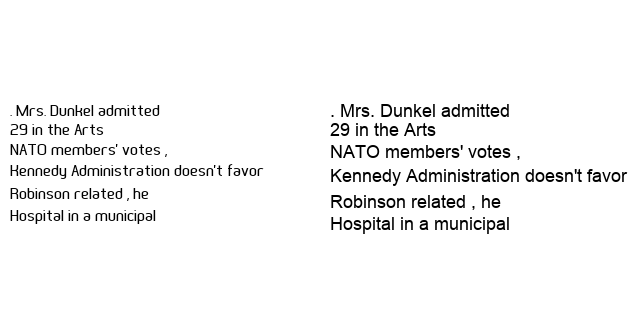 . Mrs. Dunkel admitted
29 in the Arts
NATO members' votes ,
Kennedy Administration doesn't favor
Robinson related , he
Hospital in a municipal
. Mrs. Dunkel admitted
29 in the Arts
NATO members' votes ,
Kennedy Administration doesn't favor
Robinson related , he
Hospital in a municipal